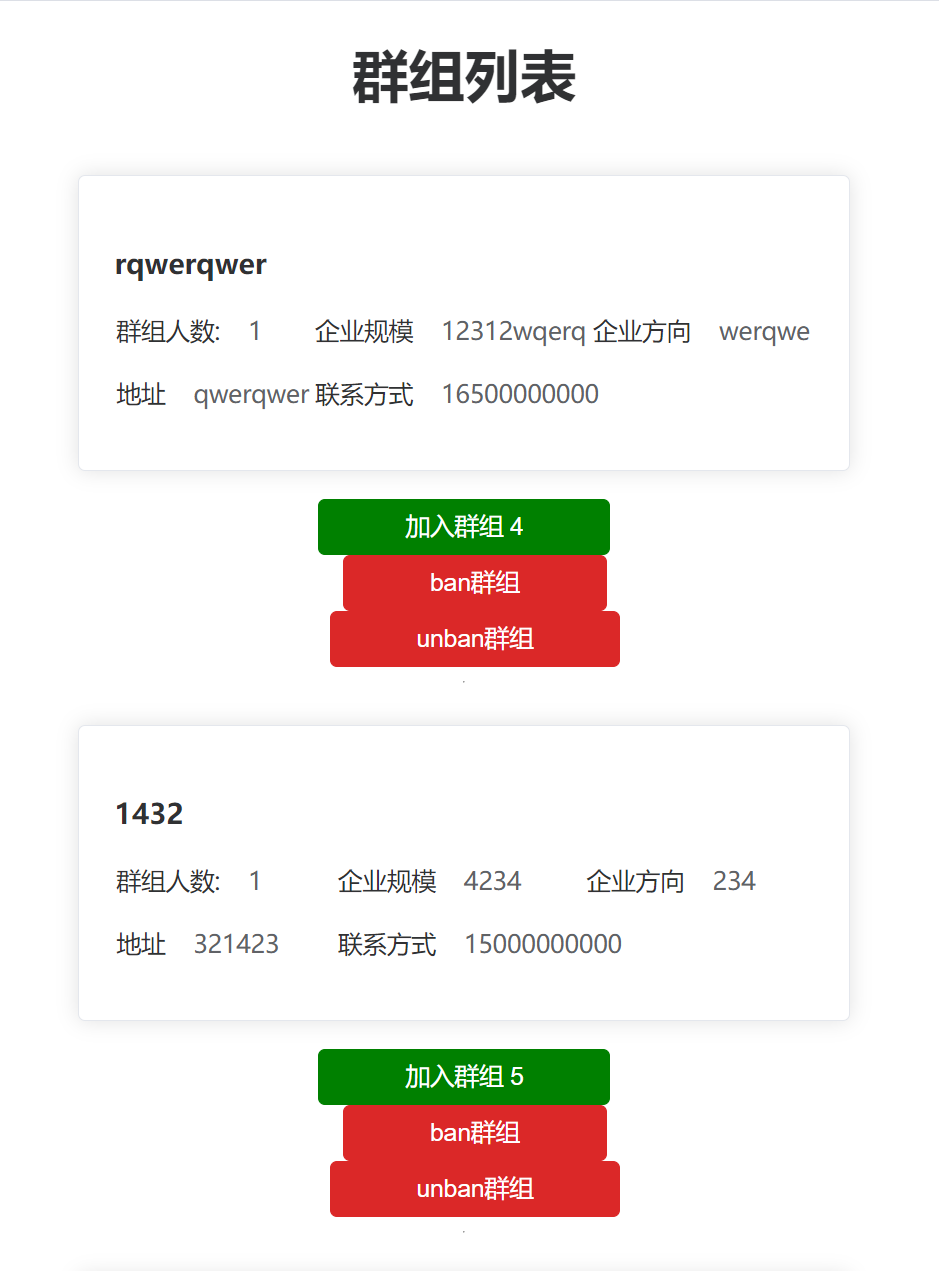 群组列表
rqwerqwer
群组人数: 1 企业规模 12312wqerq 企业方向 werqwe
地址 qwerqwer 联系方式 16500000000
加入群组 4
ban群组
unban群组
1432
群组人数: 1 企业规模 4234 企业方向 234
地址 321423 联系方式 15000000000
加入群组 5
ban群组
unban群组